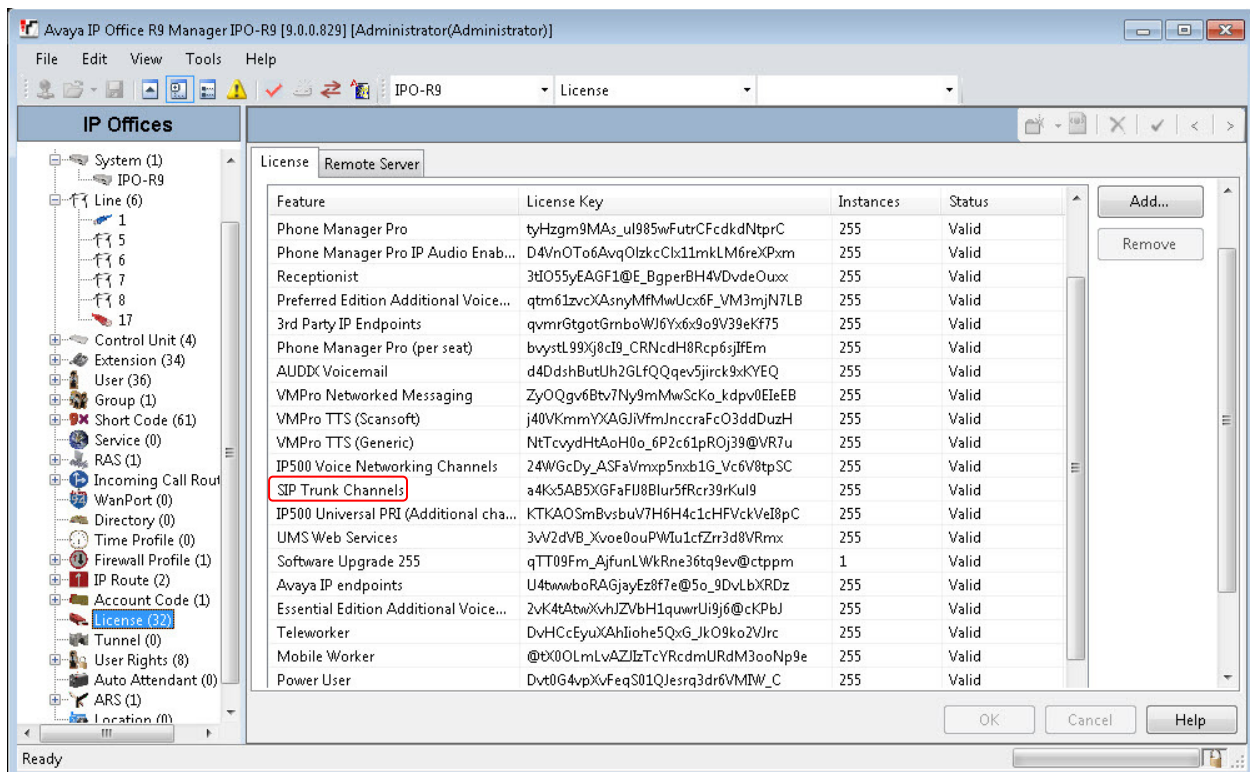 Avaya IP Office R9 Manager IPO-R9 [9.0.0.829] [Administrator(Administrator)]
File Edit View Tools Help
IPO-R9 License
IP Offices
System (1)
IPO-R9
Line (6)
1
5
6
7
8
17
Control Unit (4)
Extension (34)
User (36)
Group (1)
Short Code (61)
Service (0)
RAS (1)
Incoming Call Rout
WanPort (0)
Directory (0)
Time Profile (0)
Firewall Profile (1)
IP Route (2)
Account Code (1)
License (32)
Tunnel (0)
User Rights (8)
Auto Attendant (0)
ARS (1)
Location (0)
License Remote Server
Feature License Key Instances Status
Phone Manager Pro tyHzgm9MAs_ul985wFutrCFcdkdNtprC 255 Valid
Phone Manager Pro IP Audio Enab... D4VnOTo6AvqOlzkcClx11mkLM6reXPxm 255 Valid
Receptionist 3tIO55yEAGF1@E_BgperBH4VDvdeOuxx 255 Valid
Preferred Edition Additional Voice... qtm61zvcXAsnyMfMwUcx6F_VM3mjN7LB 255 Valid
3rd Party IP Endpoints qvmrGtgotGrnboWJ6Yx6x9o9V39eKf75 255 Valid
Phone Manager Pro (per seat) bvystL99Xj8cI9_CRNcdH8Rcp6sjIfEm 255 Valid
AUDIX Voicemail d4DdshButUh2GLfQQqev5jirck9xKYEQ 255 Valid
VMPro Networked Messaging ZyOQgv6Btv7Ny9mMwScKo_kdpv0EIeEB 255 Valid
VMPro TTS (Scansoft) j40VKmmYXAGJiVfmJnccraFcO3ddDuzH 255 Valid
VMPro TTS (Generic) NtTcvydHtAoH0o_6P2c61pROj39@VR7u 255 Valid
IP500 Voice Networking Channels 24WGcDy_ASFaVmxp5nxb1G_Vc6V8tpSC 255 Valid
SIP Trunk Channels a4Kx5AB5XGFaFIJ8Blur5fRcr39rKul9 255 Valid
IP500 Universal PRI (Additional cha... KTKAOSmBvsbuV7H6H4c1cHFVckVeI8pC 255 Valid
UMS Web Services 3vV2dVB_Xvoe0ouPWIu1cfZrr3d8VRmx 255 Valid
Software Upgrade 255 qTT09Fm_AjfunLWkRne36tq9ev@ctppm 1 Valid
Avaya IP endpoints U4twwboRAGjayEz8f7e@5o_9DvLbXRDz 255 Valid
Essential Edition Additional Voice... 2vK4tAtwXvhJZVbH1quwrUi9j6@cKPbJ 255 Valid
Teleworker DvHCcEyuXAhIiohe5QxG_JkO9ko2VJrc 255 Valid
Mobile Worker @tX0OLmLvAZJIzTcYRcdmURdM3ooNp9e 255 Valid
Power User Dvt0G4vpXvFeqS01QJesrq3dr6VMIW_C 255 Valid
Add...
Remove
OK Cancel Help
Ready